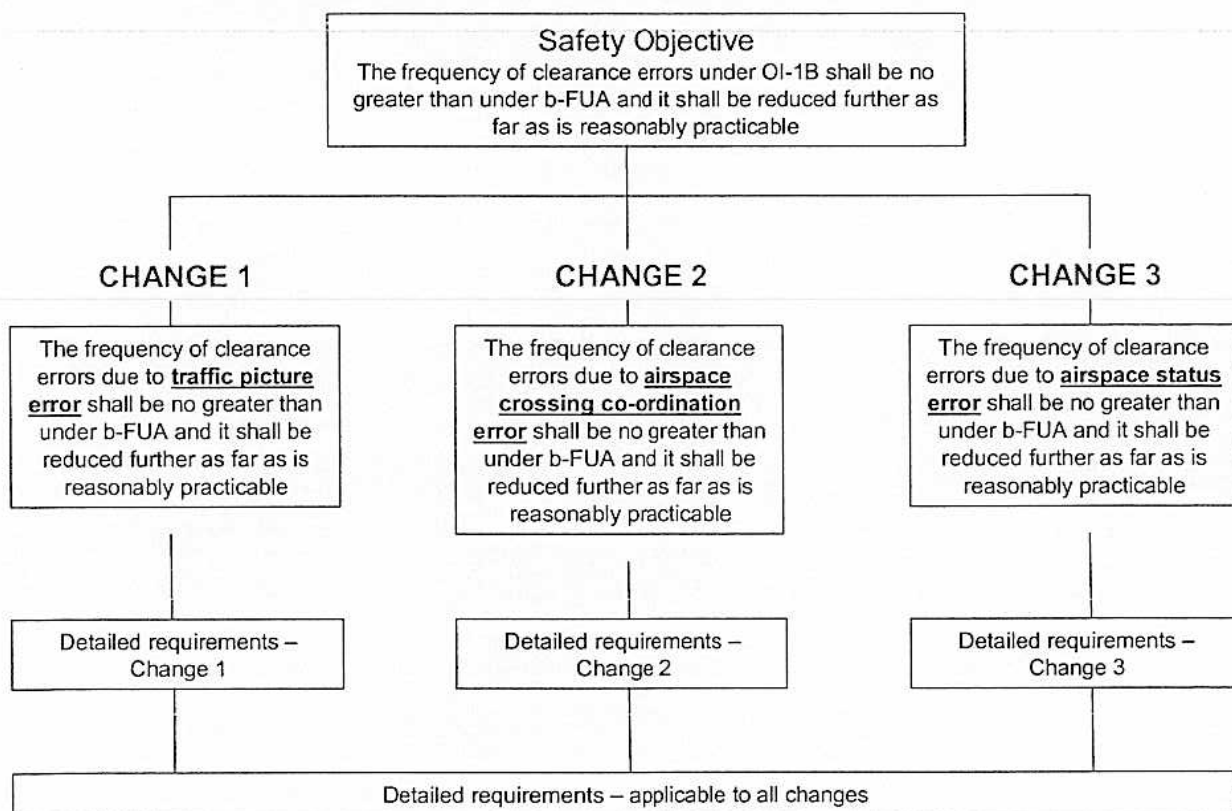 Safety Objective
The frequency of clearance errors under OI-1B shall be no
greater than under b-FUA and it shall be reduced further as
far as is reasonably practicable
CHANGE 1
The frequency of clearance
errors due to traffic picture
error shall be no greater than
under b-FUA and it shall be
reduced further as far as is
reasonably practicable
Detailed requirements –
Change 1
CHANGE 2
The frequency of clearance
errors due to airspace
crossing co-ordination
error shall be no greater than
under b-FUA and it shall be
reduced further as far as is
reasonably practicable
Detailed requirements –
Change 2
CHANGE 3
The frequency of clearance
errors due to airspace status
error shall be no greater than
under b-FUA and it shall be
reduced further as far as is
reasonably practicable
Detailed requirements –
Change 3
Detailed requirements – applicable to all changes